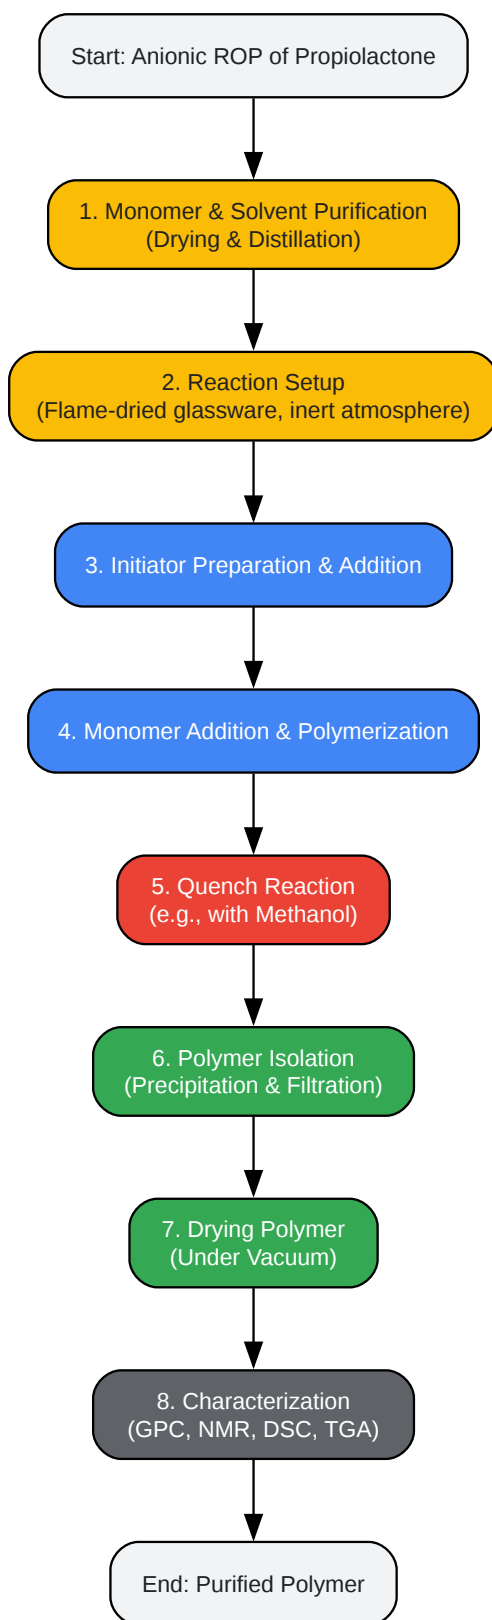 Start: Anionic ROP of Propiolactone
1. Monomer & Solvent Purification
(Drying & Distillation)
2. Reaction Setup
(Flame-dried glassware, inert atmosphere)
3. Initiator Preparation & Addition
4. Monomer Addition & Polymerization
5. Quench Reaction
(e.g., with Methanol)
6. Polymer Isolation
(Precipitation & Filtration)
7. Drying Polymer
(Under Vacuum)
8. Characterization
(GPC, NMR, DSC, TGA)
End: Purified Polymer